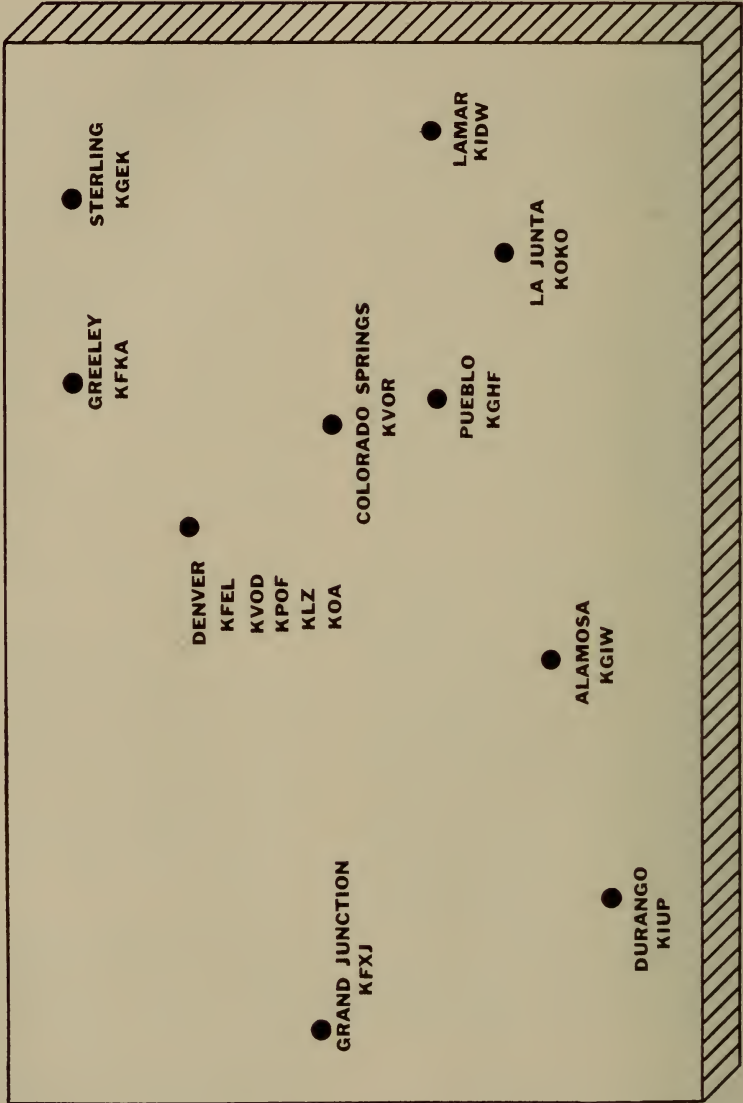 STERLING
KGEK
GREELEY
KFKA
DENVER
KFEL
KVOD
KPOF
KLZ
KOA
COLORADO SPRINGS
KVOR
GRAND JUNCTION
KFXJ
LAMAR
KIDW
PUEBLO
KGHF
LA JUNTA
KOKO
ALAMOSA
KGIW
DURANGO
KIUP